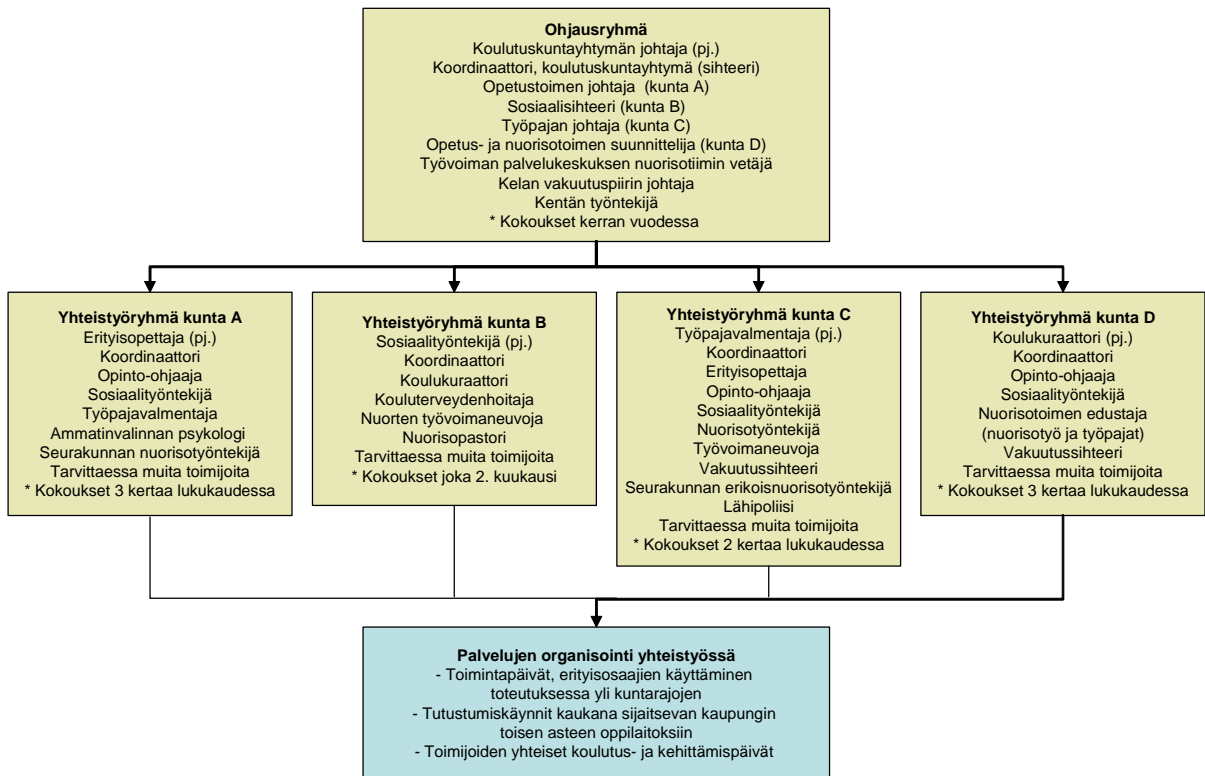 Ohjausryhmä
Koulutuskuntayhtymän johtaja (pj.)
Koordinaattori, koulutuskuntayhtymä (sihteeri)
Opetustoimen johtaja (kunta A)
Sosiaalisihteeri (kunta B)
Työpajan johtaja (kunta C)
Opetus- ja nuorisotoimen suunnittelija (kunta D)
Työvoiman palvelukeskuksen nuorisotiimin vetäjä
Kelan vakuutuspiirin johtaja
Kentän työntekijä
* Kokoukset kerran vuodessa
Yhteistyöryhmä kunta A
Erityisopettaja (pj.)
Koordinaattori
Opinto-ohjaaja
Sosiaalityöntekijä
Työpajavalmentaja
Ammatinvalinnan psykologi
Seurakunnan nuorisotyöntekijä
Tarvittaessa muita toimijoita
* Kokoukset 3 kertaa lukukaudessa
Yhteistyöryhmä kunta B
Sosiaalityöntekijä (pj.)
Koordinaattori
Koulukuraattori
Kouluterveydenhoitaja
Nuorten työvoimaneuvoja
Nuorisopastori
Tarvittaessa muita toimijoita
* Kokoukset joka 2. kuukausi
Yhteistyöryhmä kunta C
Työpajavalmentaja (pj.)
Koordinaattori
Erityisopettaja
Opinto-ohjaaja
Sosiaalityöntekijä
Nuorisotyöntekijä
Työvoimaneuvoja
Vakuutussihteeri
Seurakunnan erikoisnuorisotyöntekijä
Lähipoliisi
Tarvittaessa muita toimijoita
* Kokoukset 2 kertaa lukukaudessa
Yhteistyöryhmä kunta D
Koulukuraattori (pj.)
Koordinaattori
Opinto-ohjaaja
Sosiaalityöntekijä
Nuorisotoimen edustaja
(nuorisotyö ja työpajat)
Vakuutussihteeri
Tarvittaessa muita toimijoita
* Kokoukset 3 kertaa lukukaudessa
Palvelujen organisointi yhteistyössä
- Toimintapäivät, erityisosaajien käyttäminen
toteutuksessa yli kuntarajojen
- Tutustumiskäynnit kaukana sijaitsevan kaupungin
toisen asteen oppilaitoksiin
- Toimijoiden yhteiset koulutus- ja kehittämispäivät